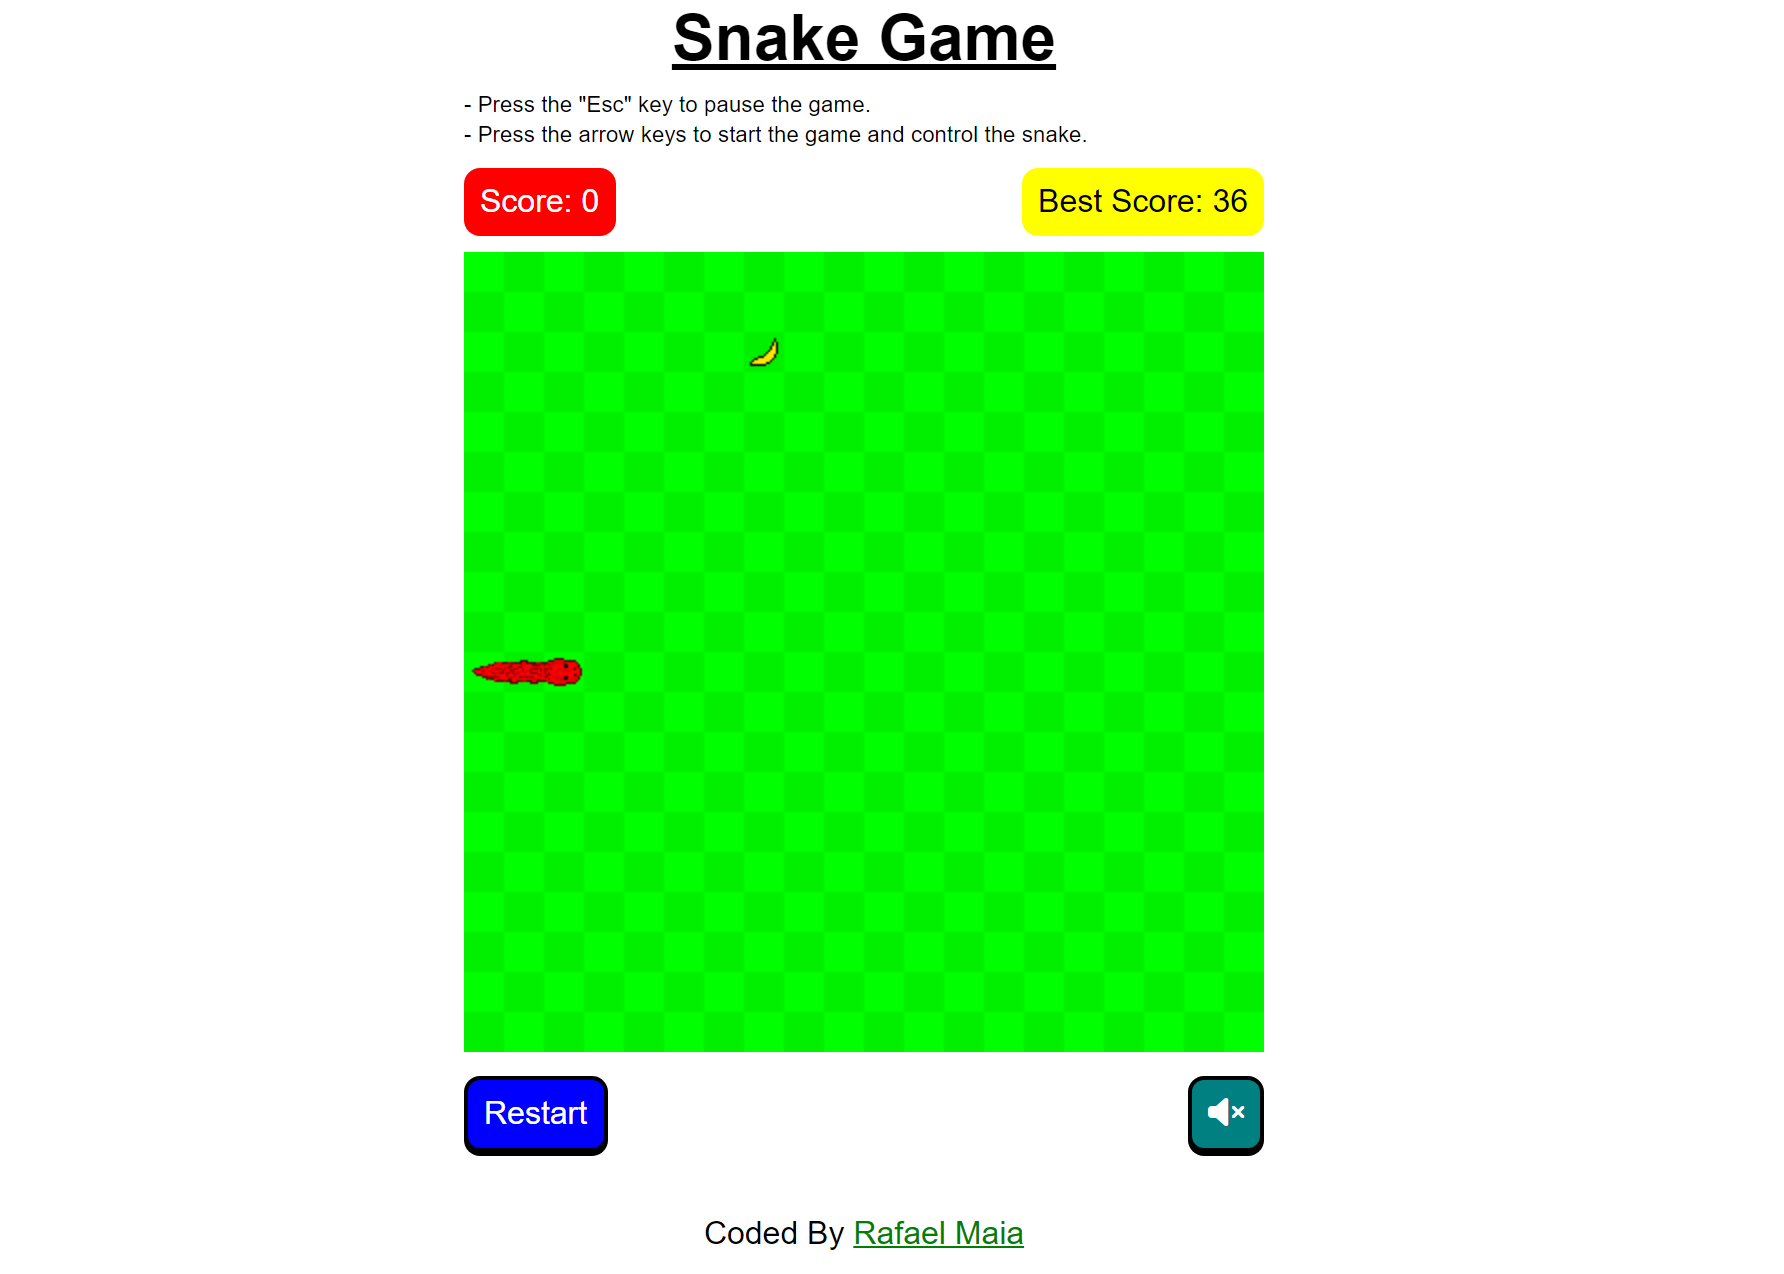 Snake Game
- Press the "Esc" key to pause the game.
- Press the arrow keys to start the game and control the snake.
Score: 0
Best Score: 36
Restart
Coded By Rafael Maia